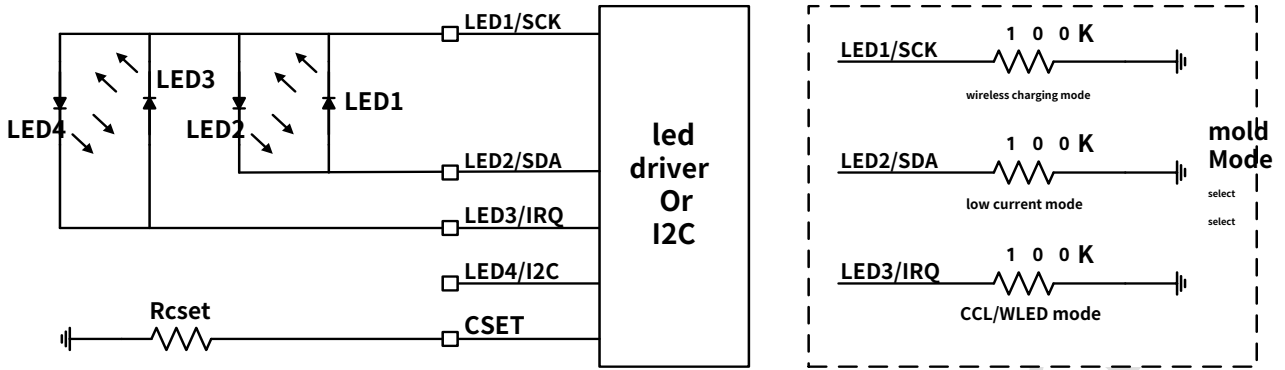 LED1/SCK
LED3
LED1
LED4
LED2
LED2/SDA
LED3/IRQ
LED4/I2C
Rcset
CSET
led
driver
Or
I2C
1 0 0 K
LED1/SCK
wireless charging mode
1 0 0 K
LED2/SDA
low current mode
1 0 0 K
LED3/IRQ
CCL/WLED mode
mold
Mode
select
select